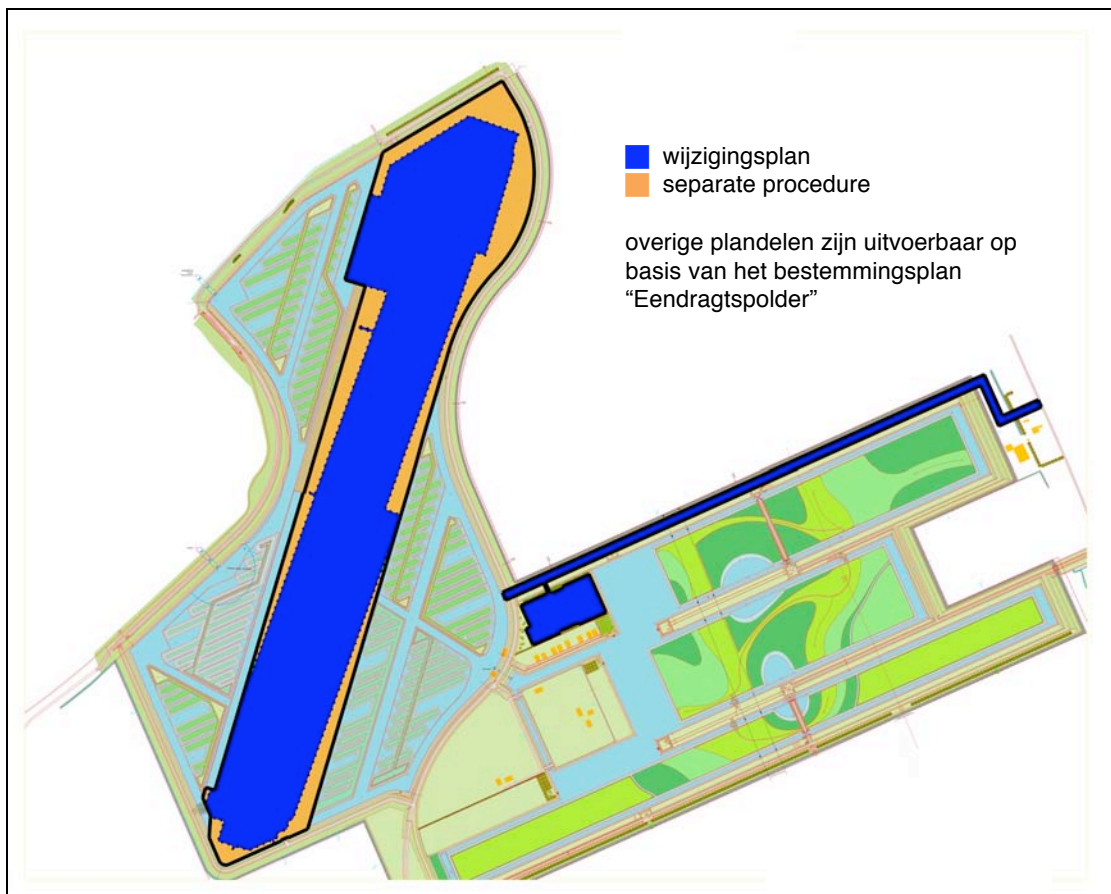 wijzigingsplan
separate procedure
overige plandelen zijn uitvoerbaar op
basis van het bestemmingsplan
“Eendragtspolder”